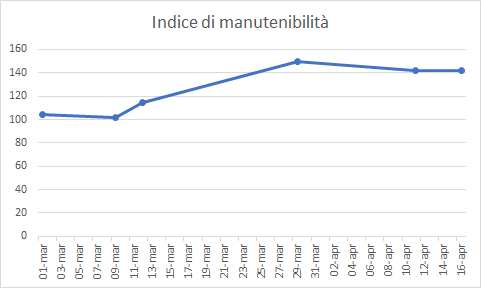 Indice di manutenibilità
160
140
120
100
80
60
40
20
0
01-mar
03-mar
05-mar
07-mar
09-mar
11-mar
13-mar
15-mar
17-mar
19-mar
21-mar
23-mar
25-mar
27-mar
29-mar
31-mar
02-apr
04-apr
06-apr
08-apr
10-apr
12-apr
14-apr
16-apr